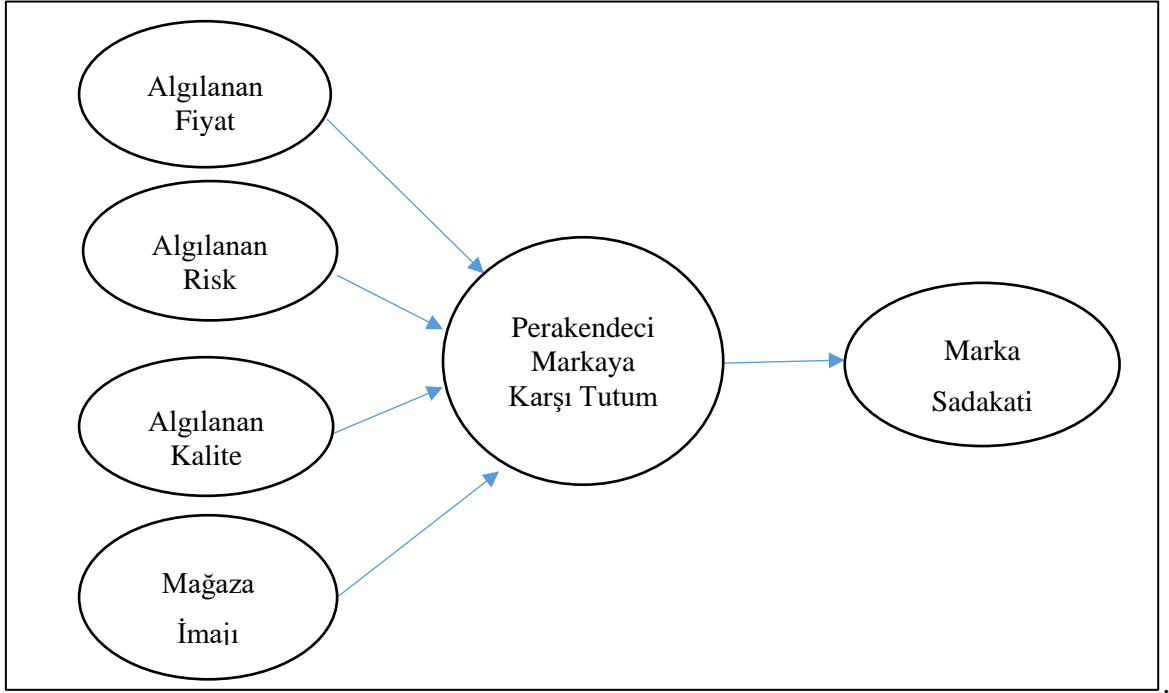 Algılanan
Fiyat
Algılanan
Risk
Algılanan
Kalite
Mağaza
İmajı
Perakendeci
Markaya
Karşı Tutum
Marka
Sadakati
.